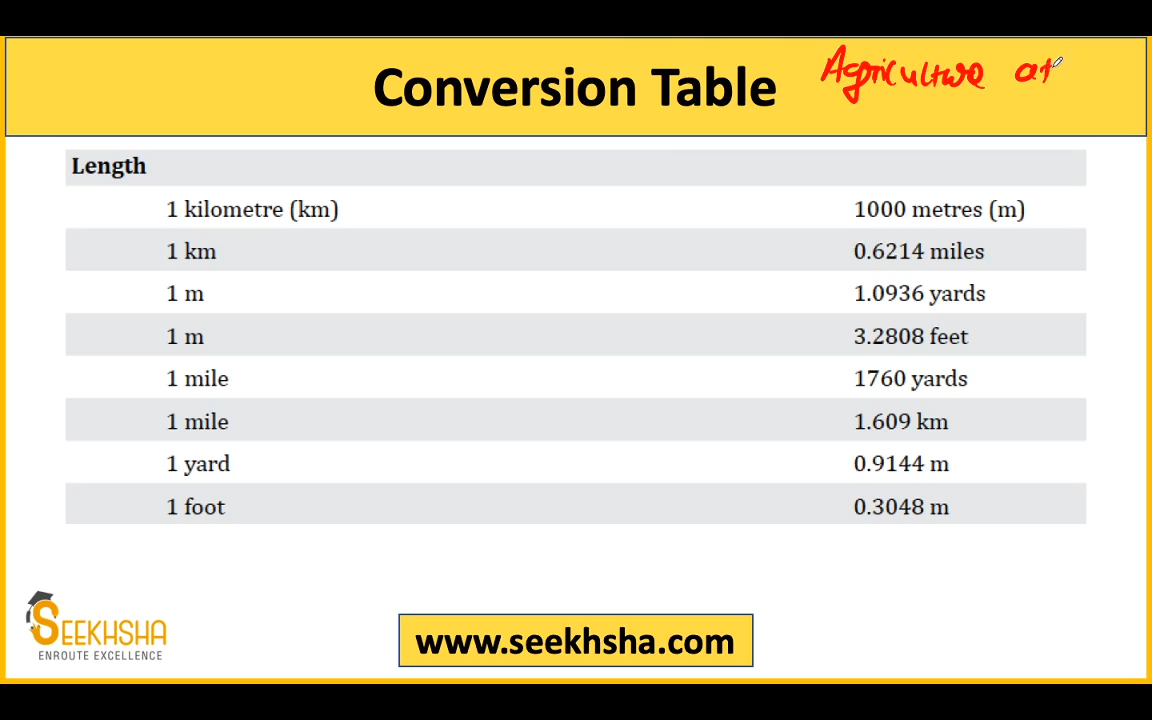 Conversion Table
Agriculture at
Length
1 kilometre (km) 1000 metres (m)
1 km 0.6214 miles
1 m 1.0936 yards
1 m 3.2808 feet
1 mile 1760 yards
1 mile 1.609 km
1 yard 0.9144 m
1 foot 0.3048 m
SEEKHSHA
ENROUTE EXCELLENCE
www.seekhsha.com